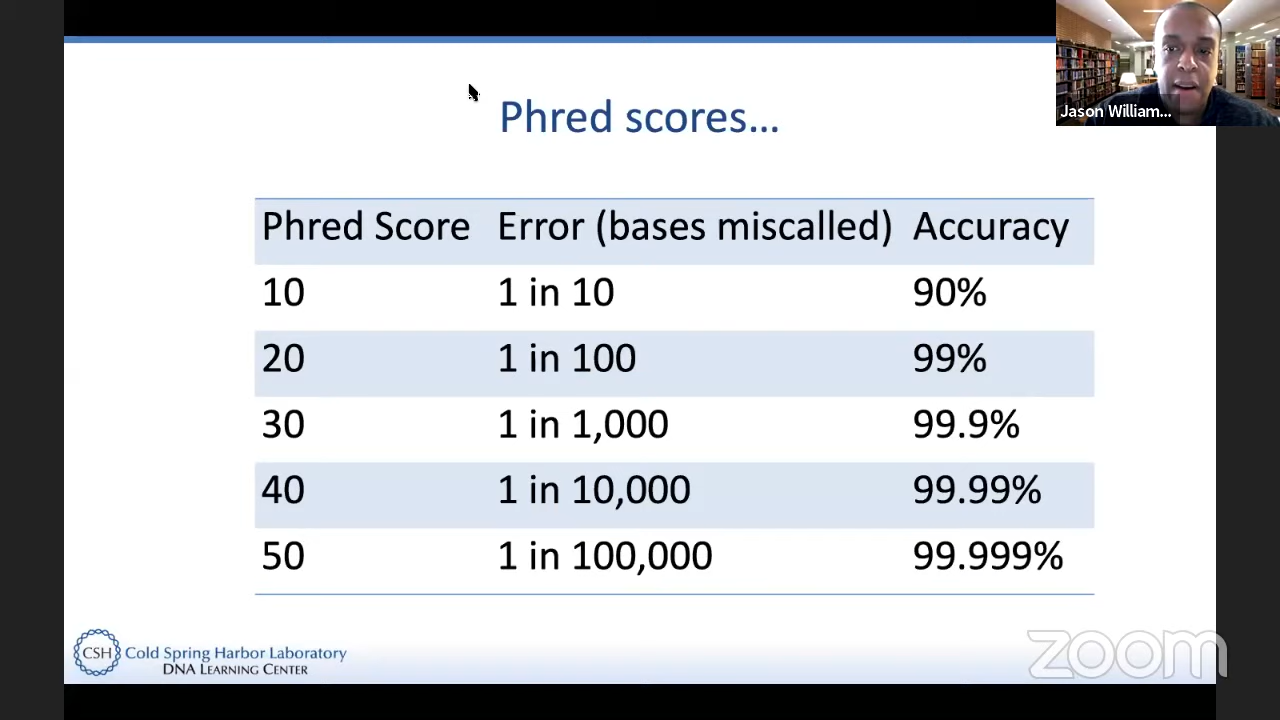 Jason William...
Phred scores...
Phred Score Error (bases miscalled) Accuracy
10 1 in 10 90%
20 1 in 100 99%
30 1 in 1,000 99.9%
40 1 in 10,000 99.99%
50 1 in 100,000 99.999%
CSH Cold Spring Harbor Laboratory
DNA LEARNING CENTER
zoom